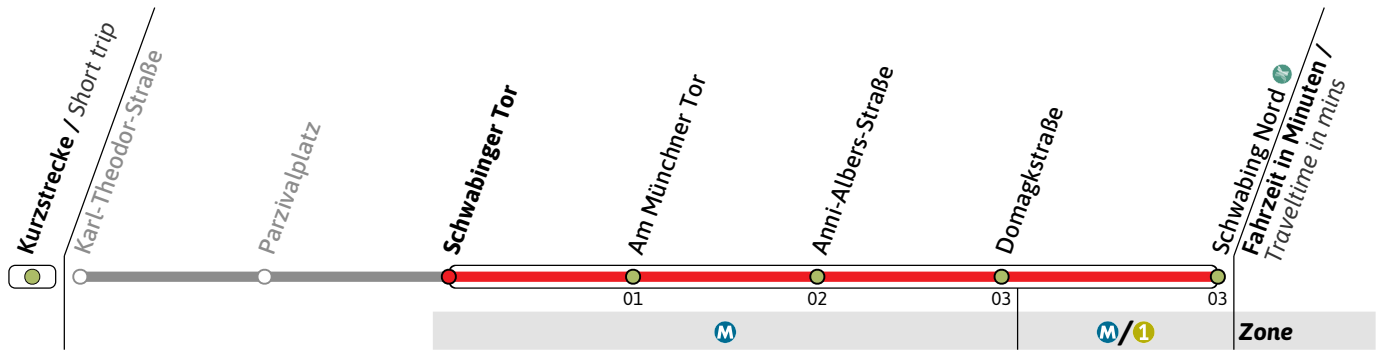 Kurzstrecke / Short trip
Karl-Theodor-Straße
Parzivalplatz
Schwabinger Tor
Am Münchner Tor
Anni-Albers-Straße
Domagkstraße
Schwabing Nord
Fahrzeit in Minuten /
Traveltime in mins
01
02
03
03
M
M/1
Zone